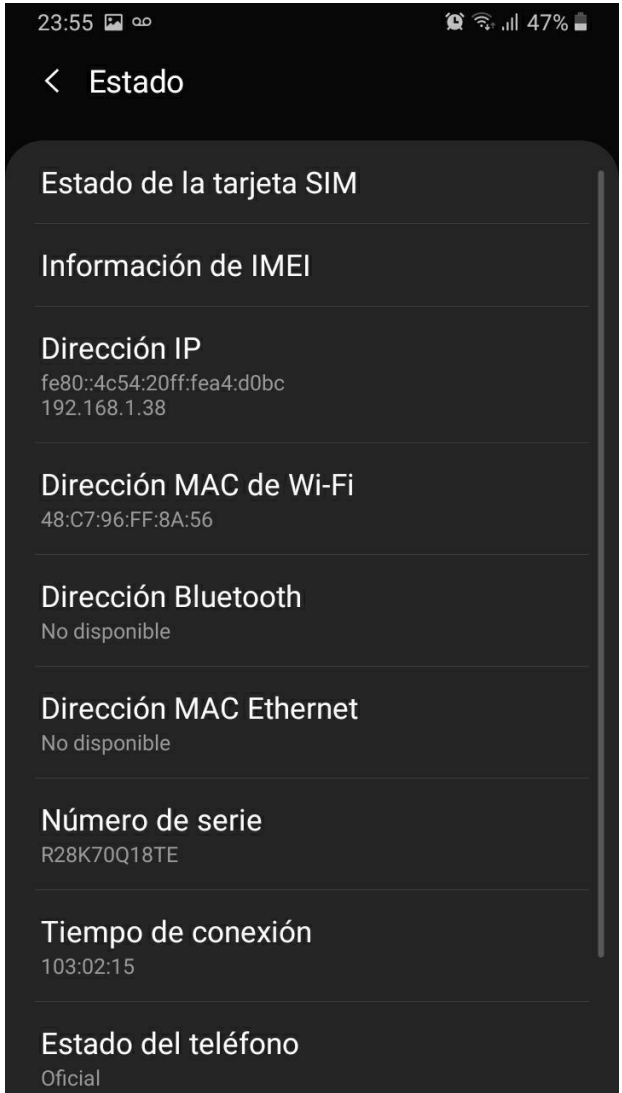 23:55 47%
Estado
Estado de la tarjeta SIM
Información de IMEI
Dirección IP
fe80::4c54:20ff:fea4:d0bc
192.168.1.38
Dirección MAC de Wi-Fi
48:C7:96:FF:8A:56
Dirección Bluetooth
No disponible
Dirección MAC Ethernet
No disponible
Número de serie
R28K70Q18TE
Tiempo de conexión
103:02:15
Estado del teléfono
Oficial